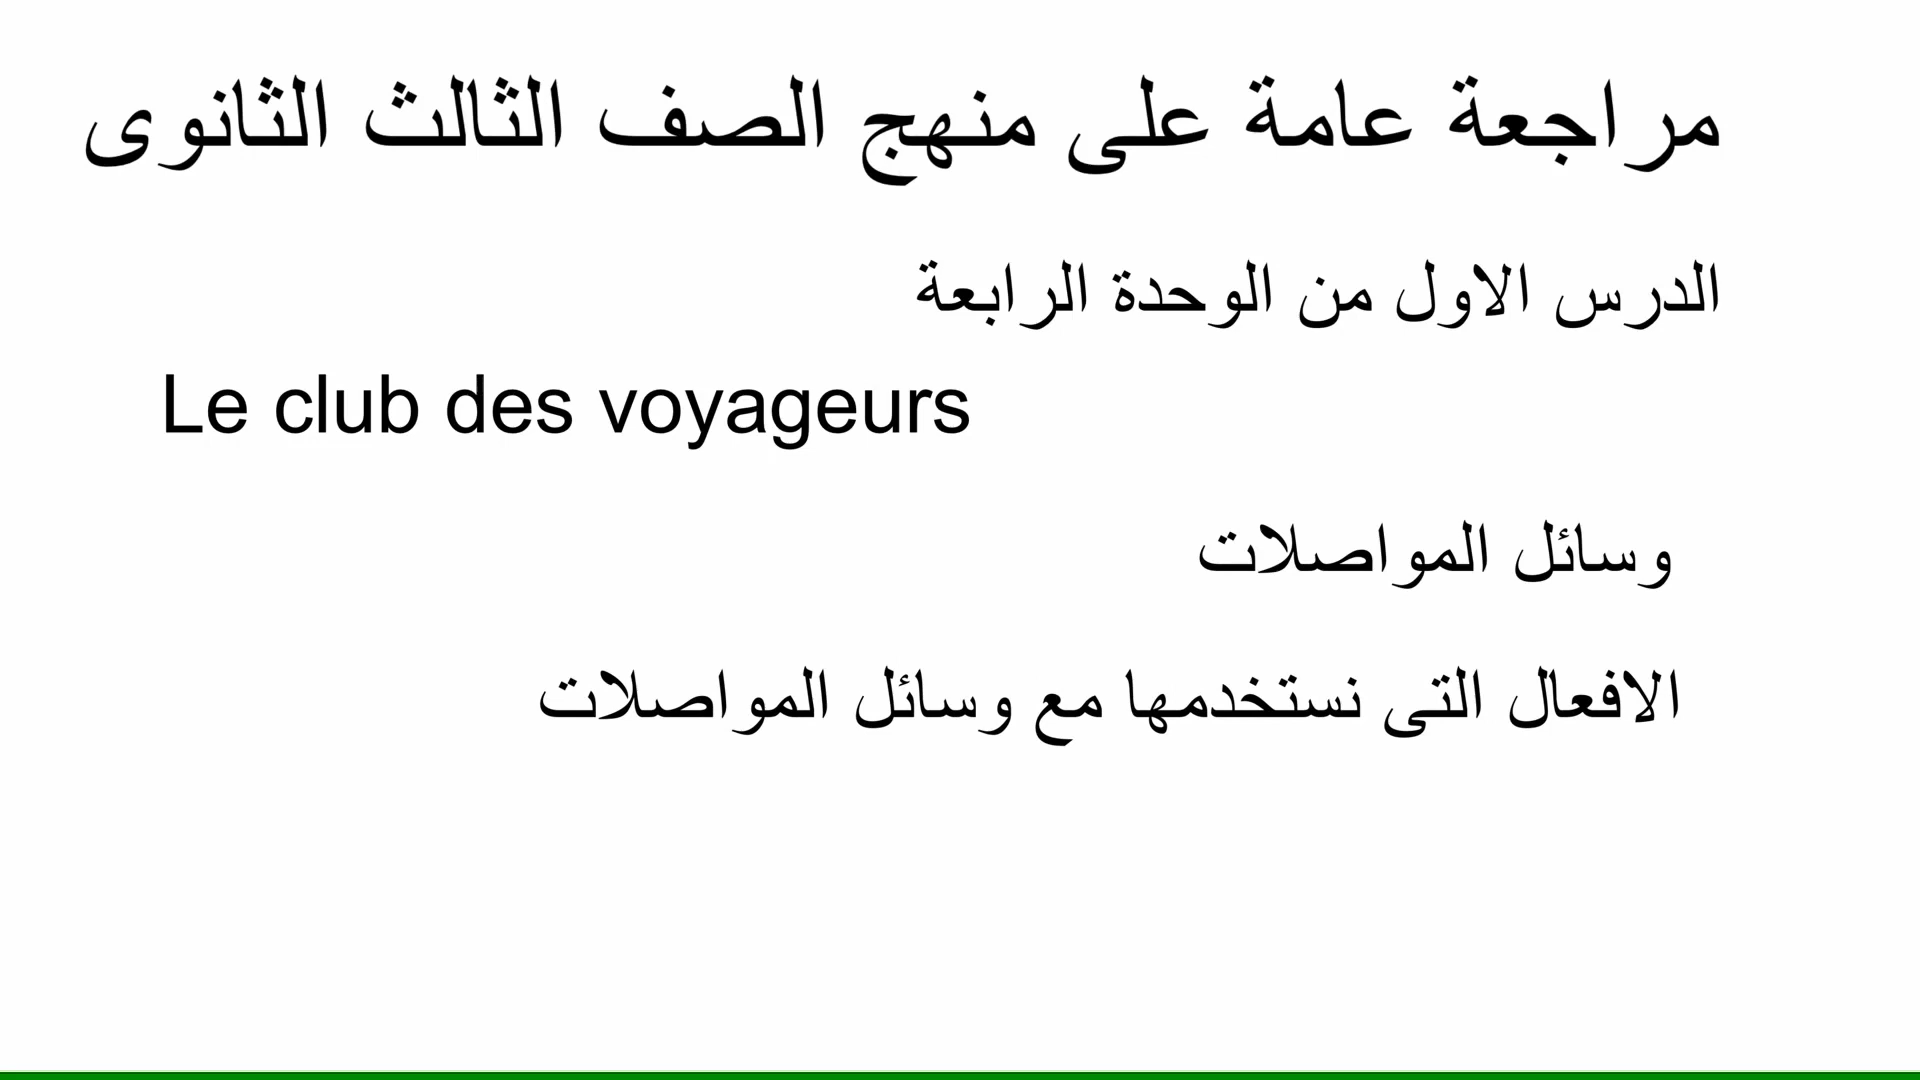 مراجعة عامة على منهج الصف الثالث الثانوى
الدرس الاول من الوحدة الرابعة
Le club des voyageurs
وسائل المواصلات
الافعال التى نستخدمها مع وسائل المواصلات